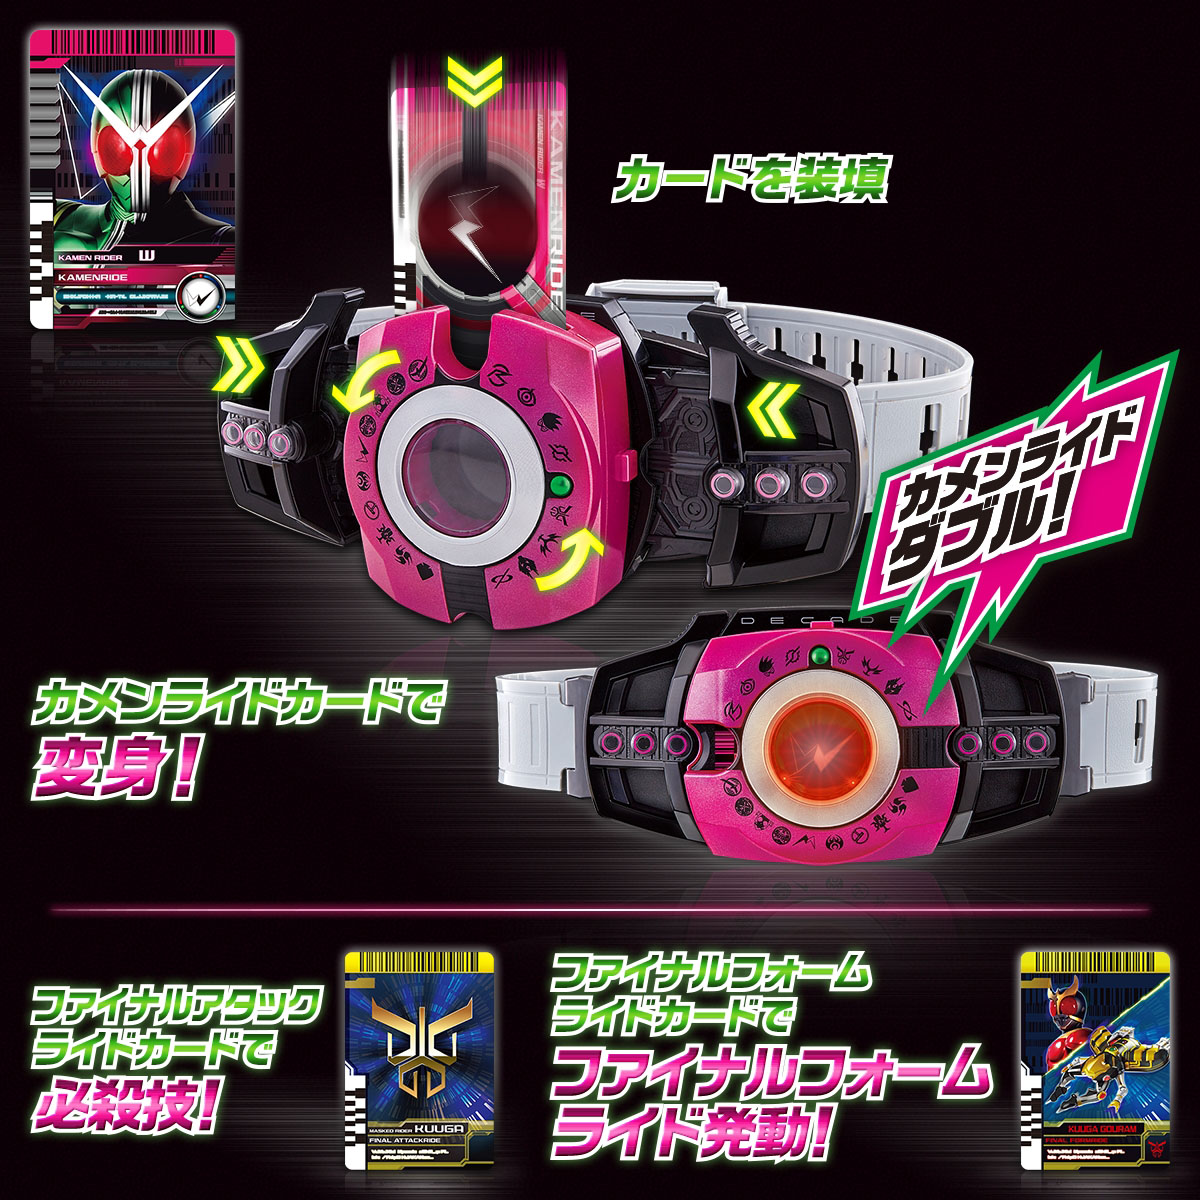 KAMEN RIDER W
KAMENRIDE
KAMEN RIDER W
KAMENRIDE
カードを装填
カメンライド
ダブル!
DECADE
カメンライドカードで
変身!
ファイナルアタック
ライドカードで
必殺技!
MASKED RIDER KUUGA
FINAL ATTACKRIDE
ファイナルフォーム
ライドカードで
ファイナルフォーム
ライド発動!
KUUGA GOURAM
FINAL FORMRIDE